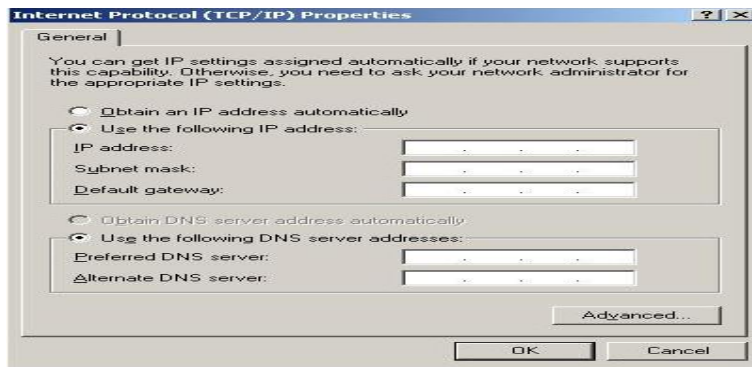 Internet Protocol (TCP/IP) Properties
General
You can get IP settings assigned automatically if your network supports
this capability. Otherwise, you need to ask your network administrator for
the appropriate IP settings.
Obtain an IP address automatically
Use the following IP address:
IP address:
Subnet mask:
Default gateway:
Obtain DNS server address automatically
Use the following DNS server addresses:
Preferred DNS server:
Alternate DNS server:
Advanced...
OK Cancel